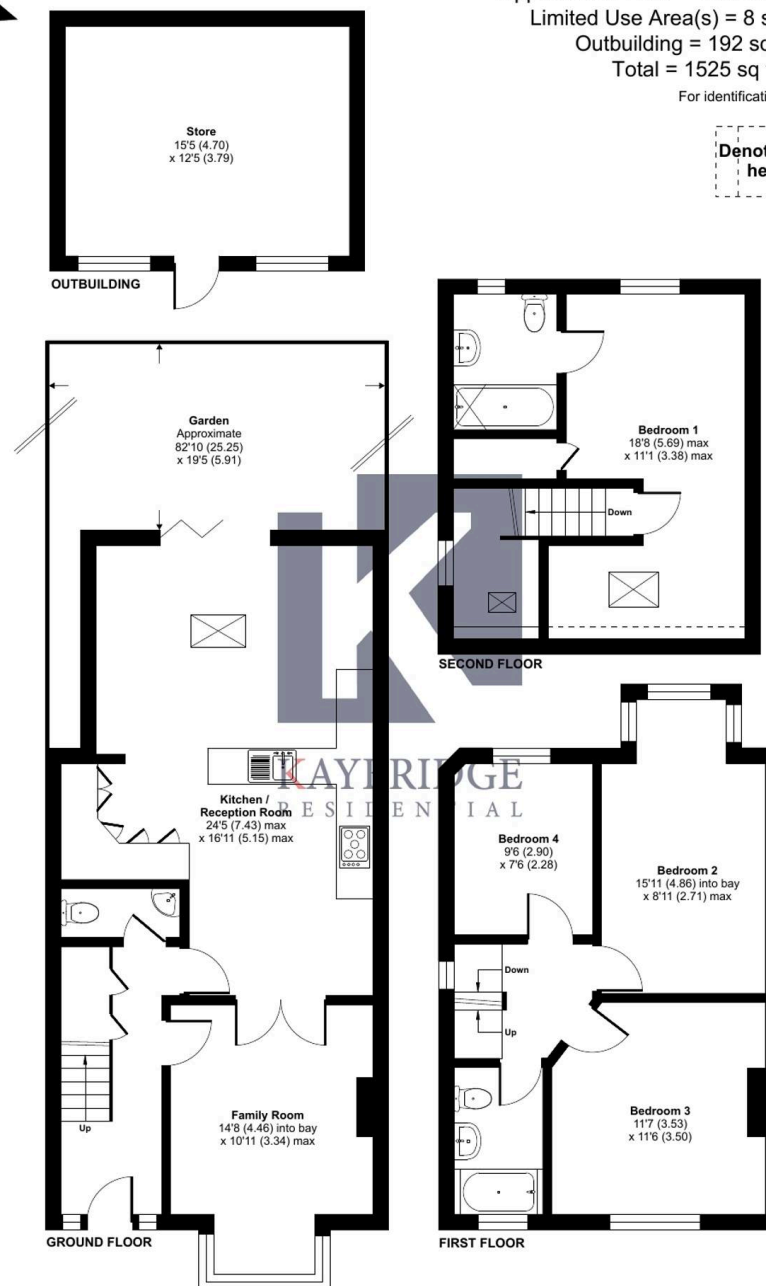 Limited Use Area(s) = 8
Outbuilding = 192
Total = 1525 sq
For
Store
15'5 (4.70)
x 12'5 (3.79)
OUTBUILDING
Garden
Approximate
82'10 (25.25)
x 19'5 (5.91)
Bedroom 1
18'8 (5.69) max
x 11'1 (3.38) max
Down
SECOND FLOOR
KAYBRIDGE
RESIDENTIAL
Kitchen /
Reception Room
24'5 (7.43) max
x 16'11 (5.15) max
Bedroom 4
9'6 (2.90)
x 7'6 (2.28)
Bedroom 2
15'11 (4.86) into bay
x 8'11 (2.71) max
Down
Up
Family Room
14'8 (4.46) into bay
x 10'11 (3.34) max
Up
Bedroom 3
11'7 (3.53)
x 11'6 (3.50)
GROUND FLOOR
FIRST FLOOR